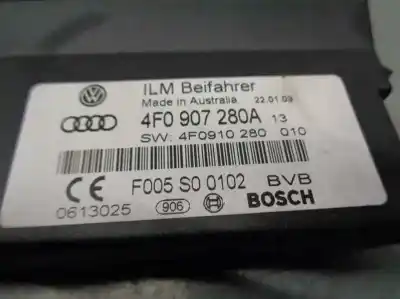 ILM Beifahrer
Made in Australia 22.01.09
4F0 907 280A 13
SW: 4F0910 280 Q10
F005 S0 0102 BVB
0613025 906 BOSCH